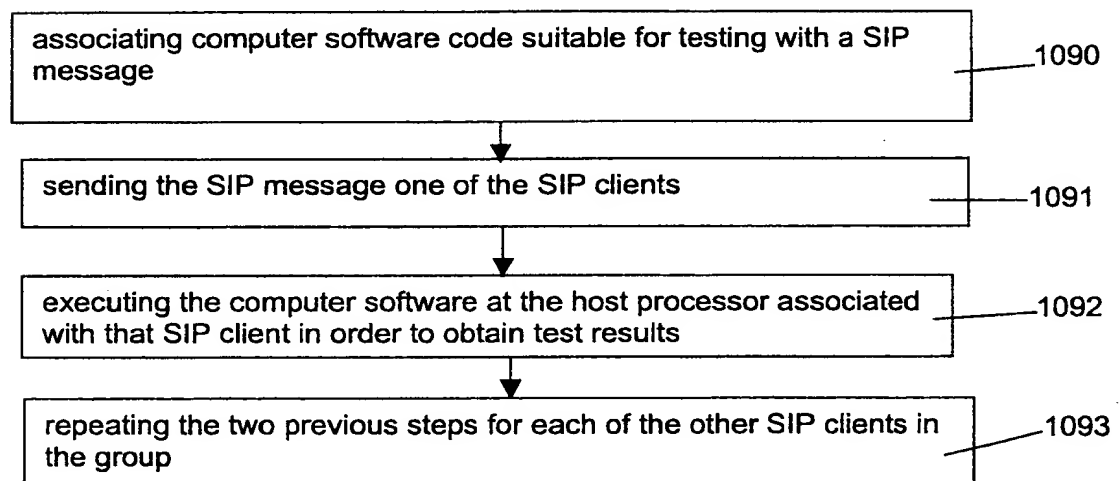 associating computer software code suitable for testing with a SIP
message
1090
sending the SIP message one of the SIP clients
1091
executing the computer software at the host processor associated
with that SIP client in order to obtain test results
1092
repeating the two previous steps for each of the other SIP clients in
the group
1093